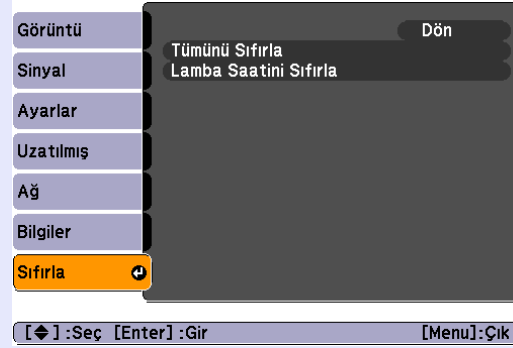 Görüntü
Sinyal
Ayarlar
Uzatılmış
Ağ
Bilgiler
Sıfırla
Dön
Tümünü Sıfırla
Lamba Saatini Sıfırla
[◆] :Seç [Enter] :Gir [Menu]:Çık